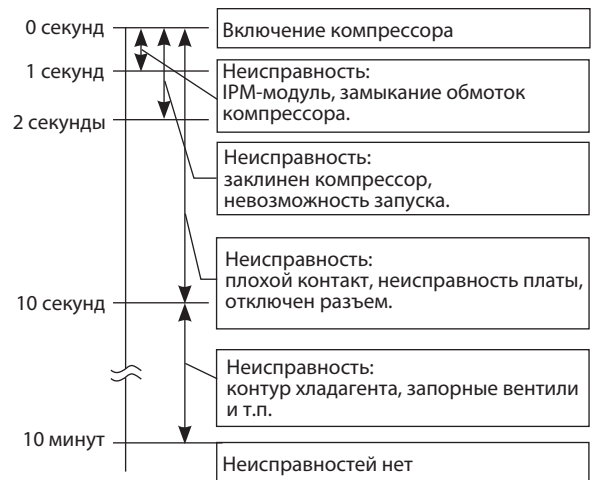 0 секунд
Включение компрессора
1 секунд
Неисправность:
IPM-модуль, замыкание обмоток
компрессора.
2 секунды
Неисправность:
заклинен компрессор,
невозможность запуска.
Неисправность:
плохой контакт, неисправность платы,
отключен разъем.
10 секунд
Неисправность:
контур хладагента, запорные вентили
и т.п.
10 минут
Неисправностей нет